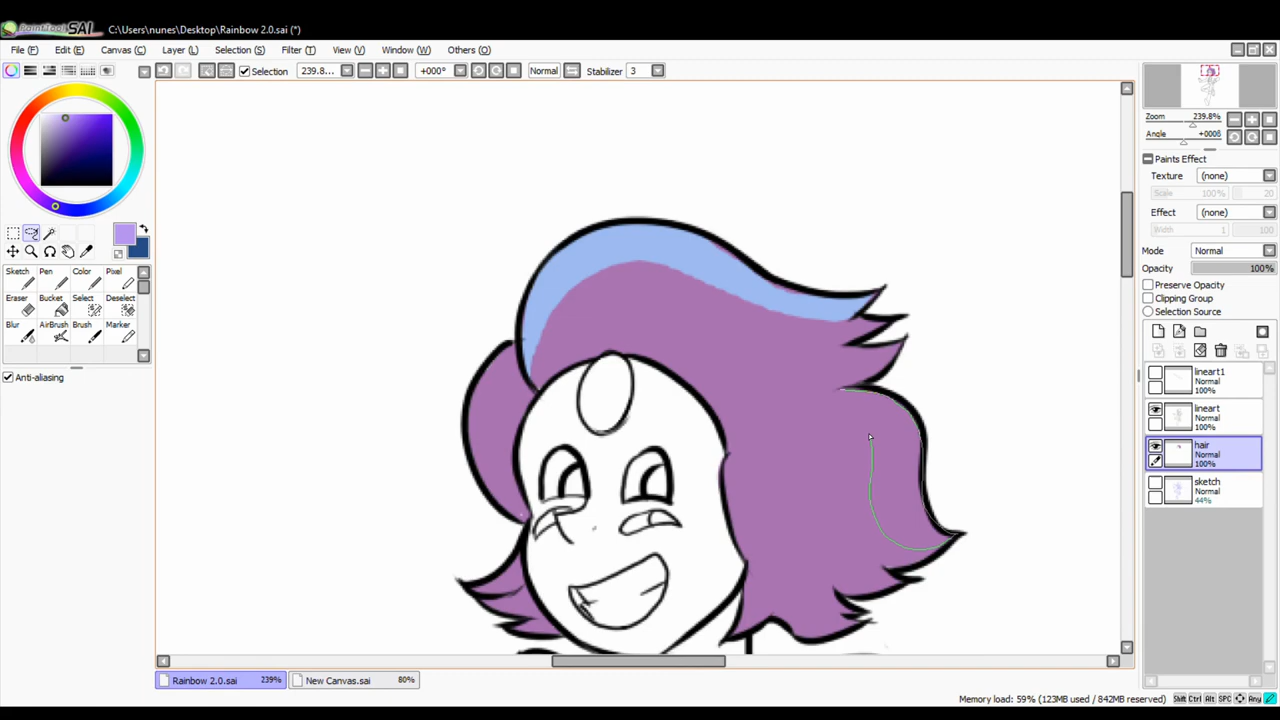 PaintTool SAI C:\Users\nunes\Desktop\Rainbow 2.0.sai (*)
File (F) Edit (E) Canvas (C) Layer (L) Selection (S) Filter (T) View (V) Window (W) Others (O)
Selection 239.8... +000° Normal Stabilizer 3
Zoom 239.8%
Angle +000
Paints Effect
Texture (none)
Scale 100% 20
Effect (none)
Width 1 100
Mode Normal
Opacity 100%
Preserve Opacity
Clipping Group
Selection Source
Sketch Pen Color Pixel
Eraser Bucket Select Deselect
Blur AirBrush Brush Marker
Anti-aliasing
lineart1
Normal
100%
lineart
Normal
100%
hair
Normal
100%
sketch
Normal
44%
Rainbow 2.0.sai 239% New Canvas.sai 80%
Memory load: 59% (123MB used / 842MB reserved) Shift Ctrl Alt SPC Any